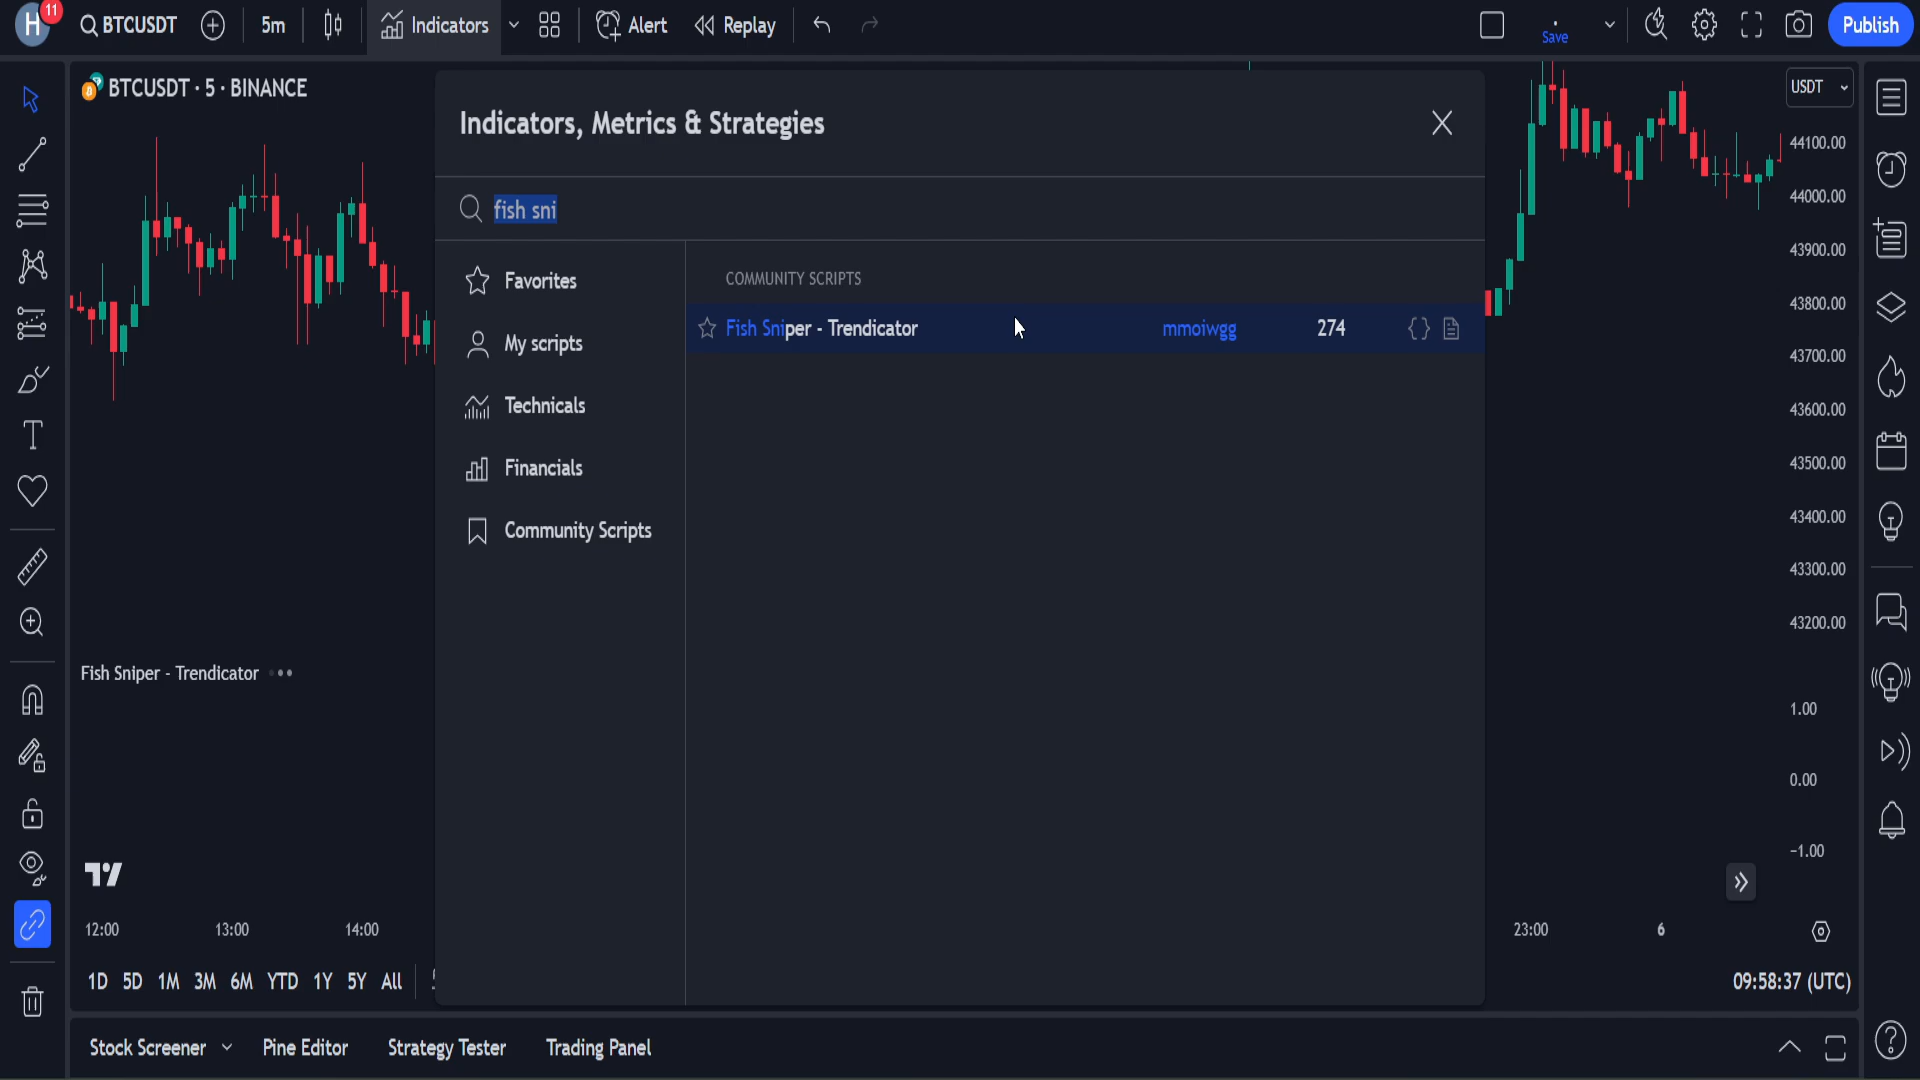 H
11
BTCUSDT
5m
Indicators
Alert
Replay
Save
Publish
BTCUSDT · 5 · BINANCE
USDT
Indicators, Metrics & Strategies
fish sni
Favorites
My scripts
Technicals
Financials
Community Scripts
COMMUNITY SCRIPTS
Fish Sniper - Trendicator mmoiwgg 274
44100.00
44000.00
43900.00
43800.00
43700.00
43600.00
43500.00
43400.00
43300.00
43200.00
Fish Sniper - Trendicator
1.00
0.00
-1.00
12:00 13:00 14:00 23:00 6
1D 5D 1M 3M 6M YTD 1Y 5Y All
09:58:37 (UTC)
Stock Screener Pine Editor Strategy Tester Trading Panel